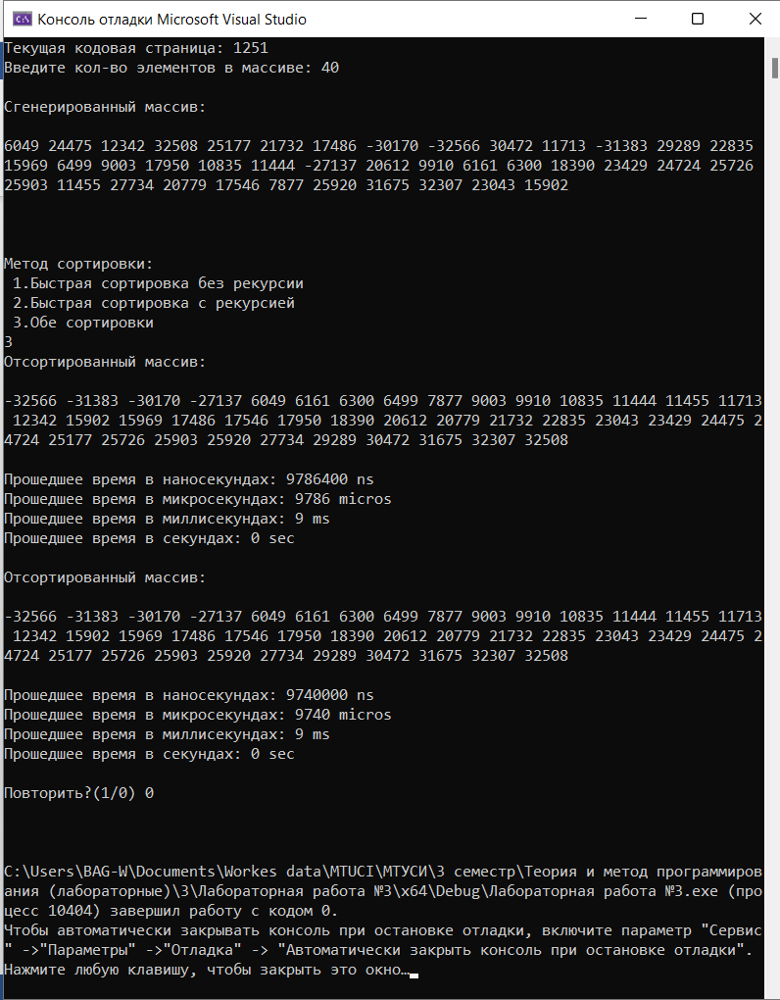 Консоль отладки Microsoft Visual Studio
Текущая кодовая страница: 1251
Введите кол-во элементов в массиве: 40
Сгенерированный массив:
6049 24475 12342 32508 25177 21732 17486 -30170 -32566 30472 11713 -31383 29289 22835
15969 6499 9003 17950 10835 11444 -27137 20612 9910 6161 6300 18390 23429 24724 25726
25903 11455 27734 20779 17546 7877 25920 31675 32307 23043 15902
Метод сортировки:
1.Быстрая сортировка без рекурсии
2.Быстрая сортировка с рекурсией
3.Обе сортировки
3
Отсортированный массив:
-32566 -31383 -30170 -27137 6049 6161 6300 6499 7877 9003 9910 10835 11444 11455 11713
12342 15902 15969 17486 17546 17950 18390 20612 20779 21732 22835 23043 23429 24475 2
4724 25177 25726 25903 25920 27734 29289 30472 31675 32307 32508
Прошедшее время в наносекундах: 9786400 ns
Прошедшее время в микросекундах: 9786 micros
Прошедшее время в миллисекундах: 9 ms
Прошедшее время в секундах: 0 sec
Отсортированный массив:
-32566 -31383 -30170 -27137 6049 6161 6300 6499 7877 9003 9910 10835 11444 11455 11713
12342 15902 15969 17486 17546 17950 18390 20612 20779 21732 22835 23043 23429 24475 2
4724 25177 25726 25903 25920 27734 29289 30472 31675 32307 32508
Прошедшее время в наносекундах: 9740000 ns
Прошедшее время в микросекундах: 9740 micros
Прошедшее время в миллисекундах: 9 ms
Прошедшее время в секундах: 0 sec
Повторить?(1/0) 0
C:\Users\BAG-W\Documents\Workes data\MTUCI\МТУСИ\3 семестр\Теория и метод программиров
ания (лабораторные)\3\Лабораторная работа №3\x64\Debug\Лабораторная работа №3.exe (про
цесс 10404) завершил работу с кодом 0.
Чтобы автоматически закрывать консоль при остановке отладки, включите параметр "Сервис
" ->"Параметры" ->"Отладка" -> "Автоматически закрыть консоль при остановке отладки".
Нажмите любую клавишу, чтобы закрыть это окно…